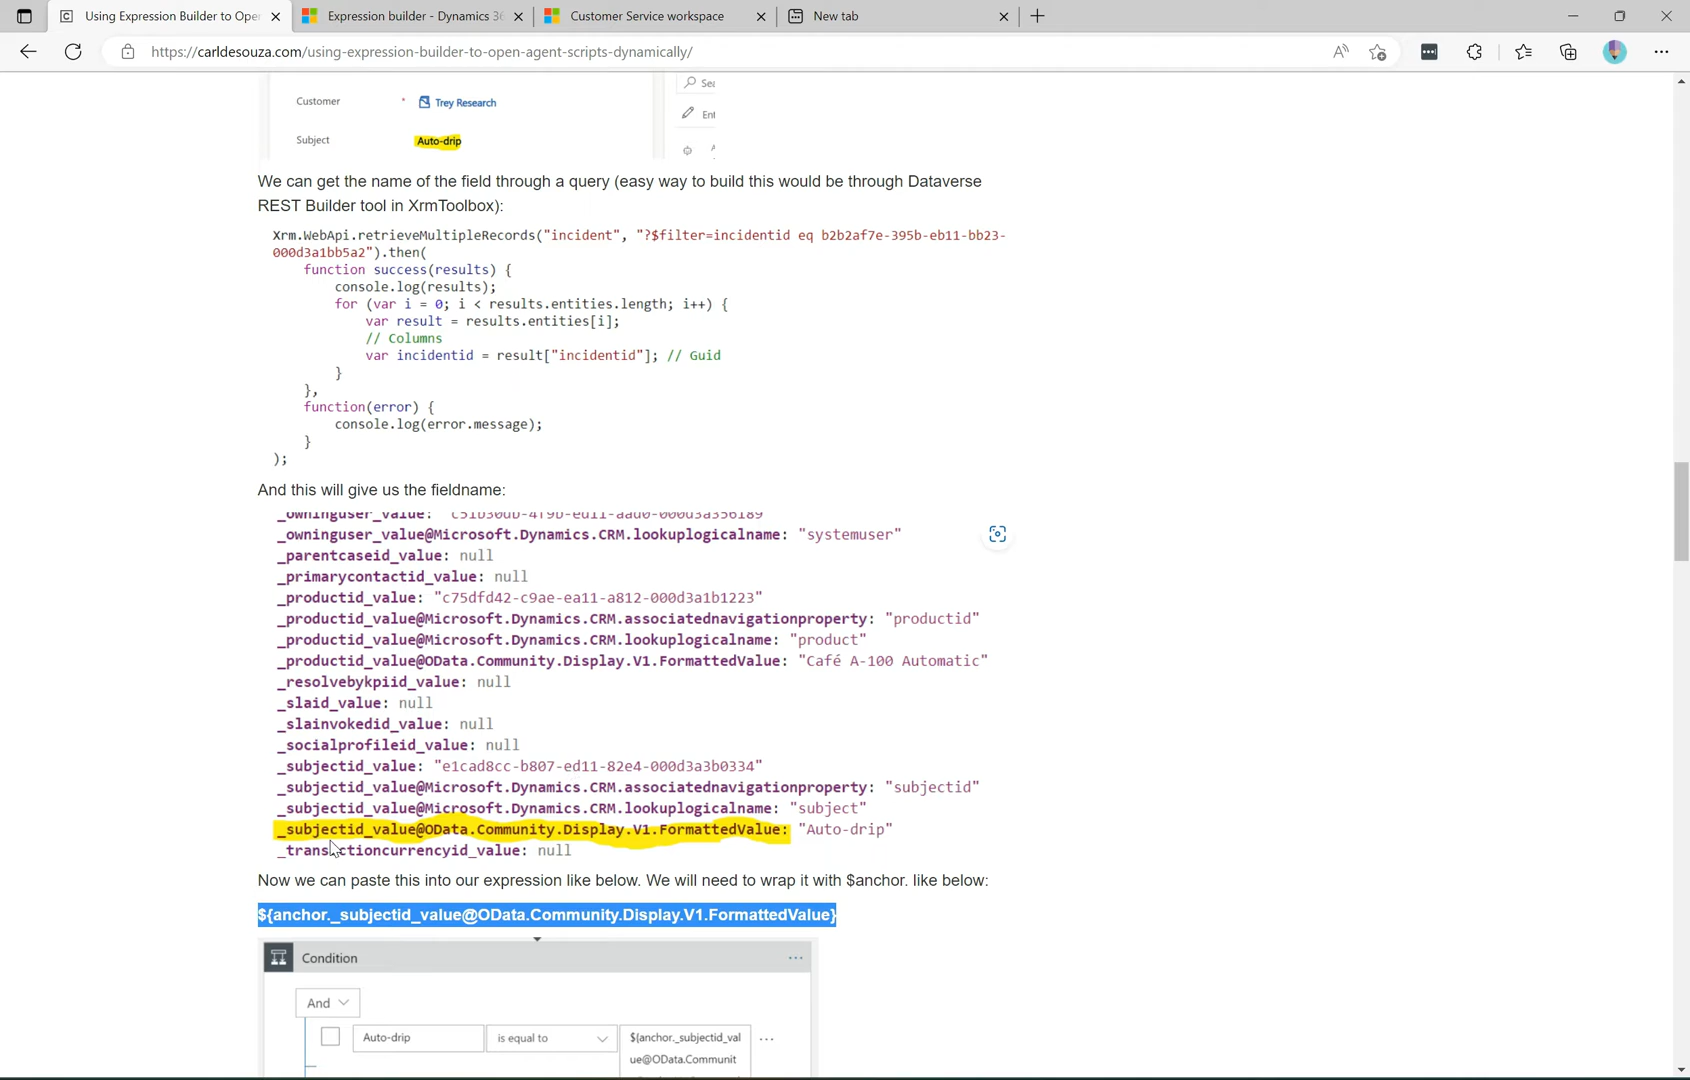 Using Expression Builder to Oper
Expression builder - Dynamics 36
Customer Service workspace
New tab
https://carldesouza.com/using-expression-builder-to-open-agent-scripts-dynamically/
Customer * Trey Research
Subject Auto-drip
Sea
Ent
We can get the name of the field through a query (easy way to build this would be through Dataverse
REST Builder tool in XrmToolbox):
Xrm.WebApi.retrieveMultipleRecords("incident", "?$filter=incidentid eq b2b2af7e-395b-eb11-bb23-
000d3a1bb5a2").then(
function success(results) {
console.log(results);
for (var i = 0; i < results.entities.length; i++) {
var result = results.entities[i];
// Columns
var incidentid = result["incidentid"]; // Guid
}
},
function(error) {
console.log(error.message);
}
);
And this will give us the fieldname:
_owninguser_value: "c51b30db-4f9b-ed11-aad0-000d3a356189
_owninguser_value@Microsoft.Dynamics.CRM.lookuplogicalname: "systemuser"
_parentcaseid_value: null
_primarycontactid_value: null
_productid_value: "c75dfd42-c9ae-ea11-a812-000d3a1b1223"
_productid_value@Microsoft.Dynamics.CRM.associatednavigationproperty: "productid"
_productid_value@Microsoft.Dynamics.CRM.lookuplogicalname: "product"
_productid_value@OData.Community.Display.V1.FormattedValue: "Café A-100 Automatic"
_resolvebykpiid_value: null
_slaid_value: null
_slainvokedid_value: null
_socialprofileid_value: null
_subjectid_value: "e1cad8cc-b807-ed11-82e4-000d3a3b0334"
_subjectid_value@Microsoft.Dynamics.CRM.associatednavigationproperty: "subjectid"
_subjectid_value@Microsoft.Dynamics.CRM.lookuplogicalname: "subject"
_subjectid_value@OData.Community.Display.V1.FormattedValue: "Auto-drip"
_transactioncurrencyid_value: null
Now we can paste this into our expression like below. We will need to wrap it with $anchor. like below:
${anchor._subjectid_value@OData.Community.Display.V1.FormattedValue}
Condition
And
Auto-drip is equal to ${anchor._subjectid_val
ue@OData.Communit